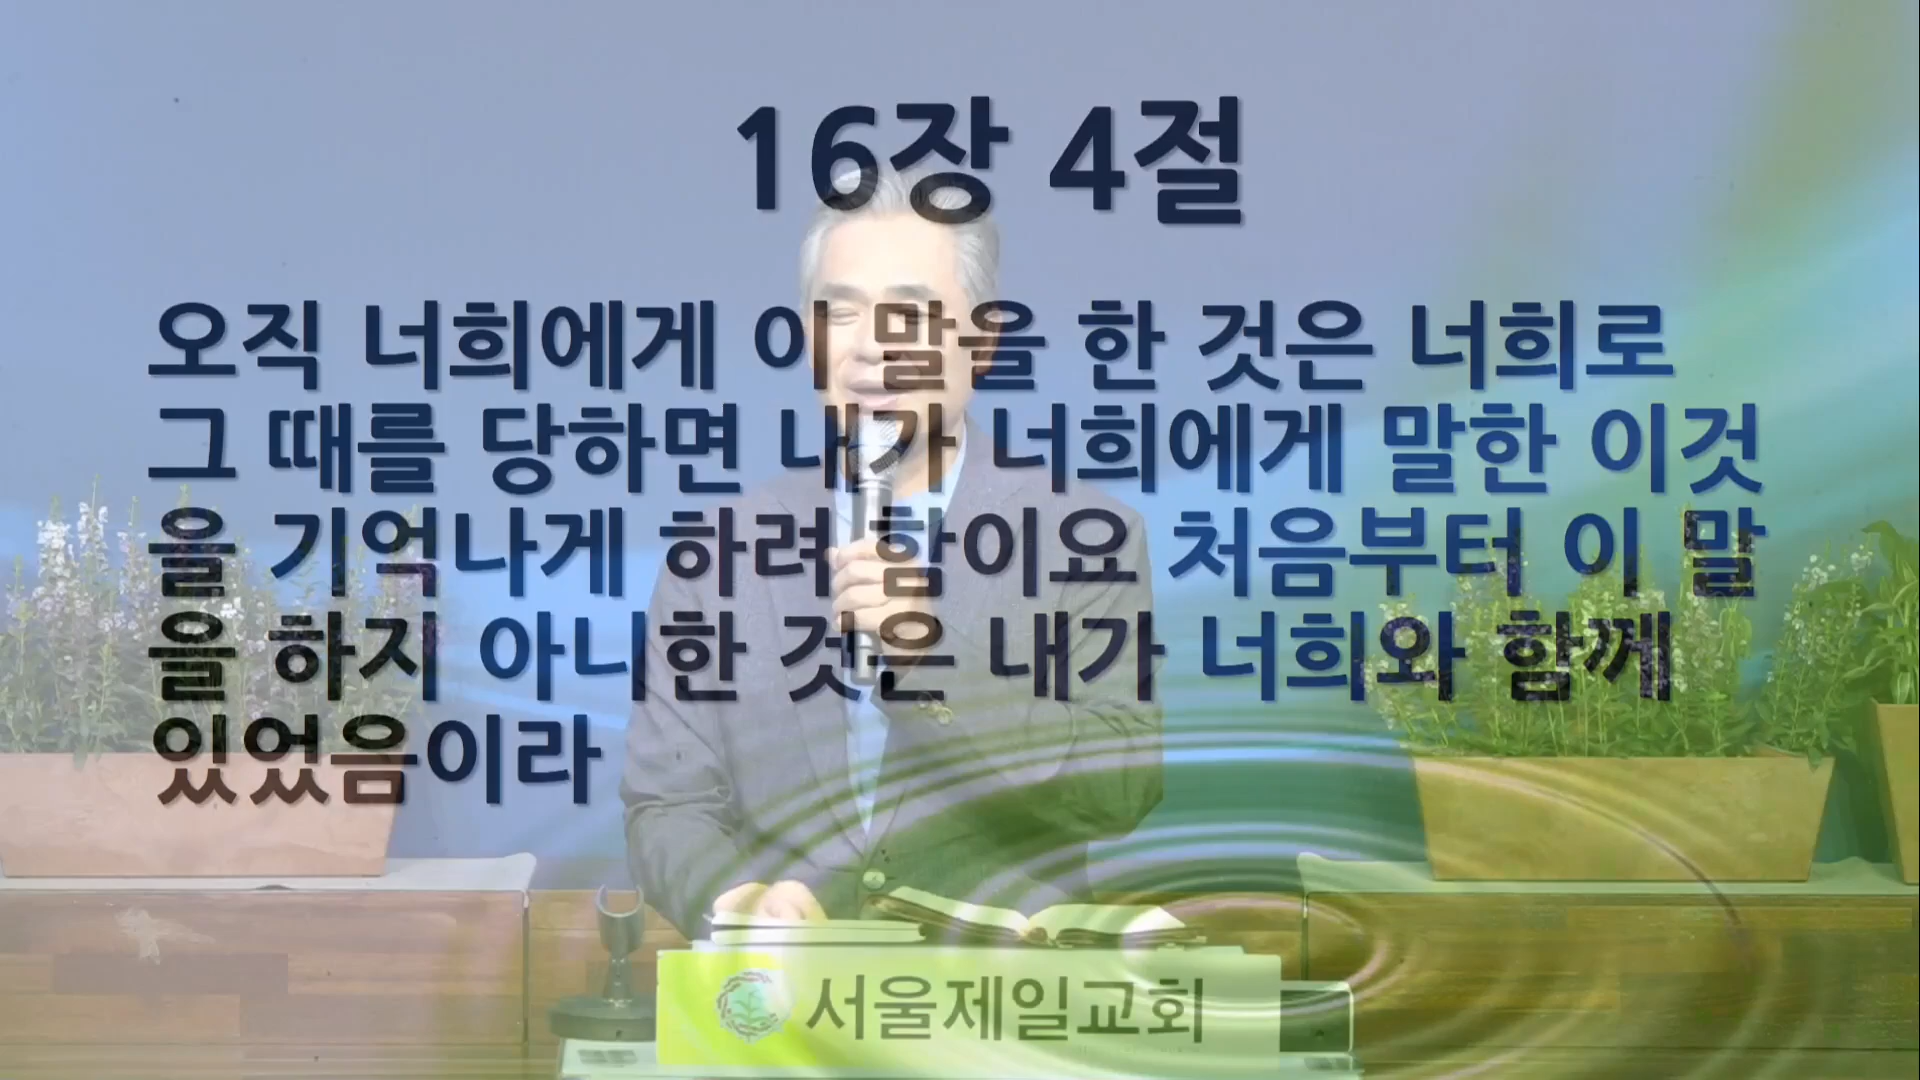 16장 4절
오직 너희에게 이 말을 한 것은 너희로
그 때를 당하면 내가 너희에게 말한 이것
을 기억나게 하려 함이요 처음부터 이 말
을 하지 아니한 것은 내가 너희와 함께
있었음이라
서울제일교회